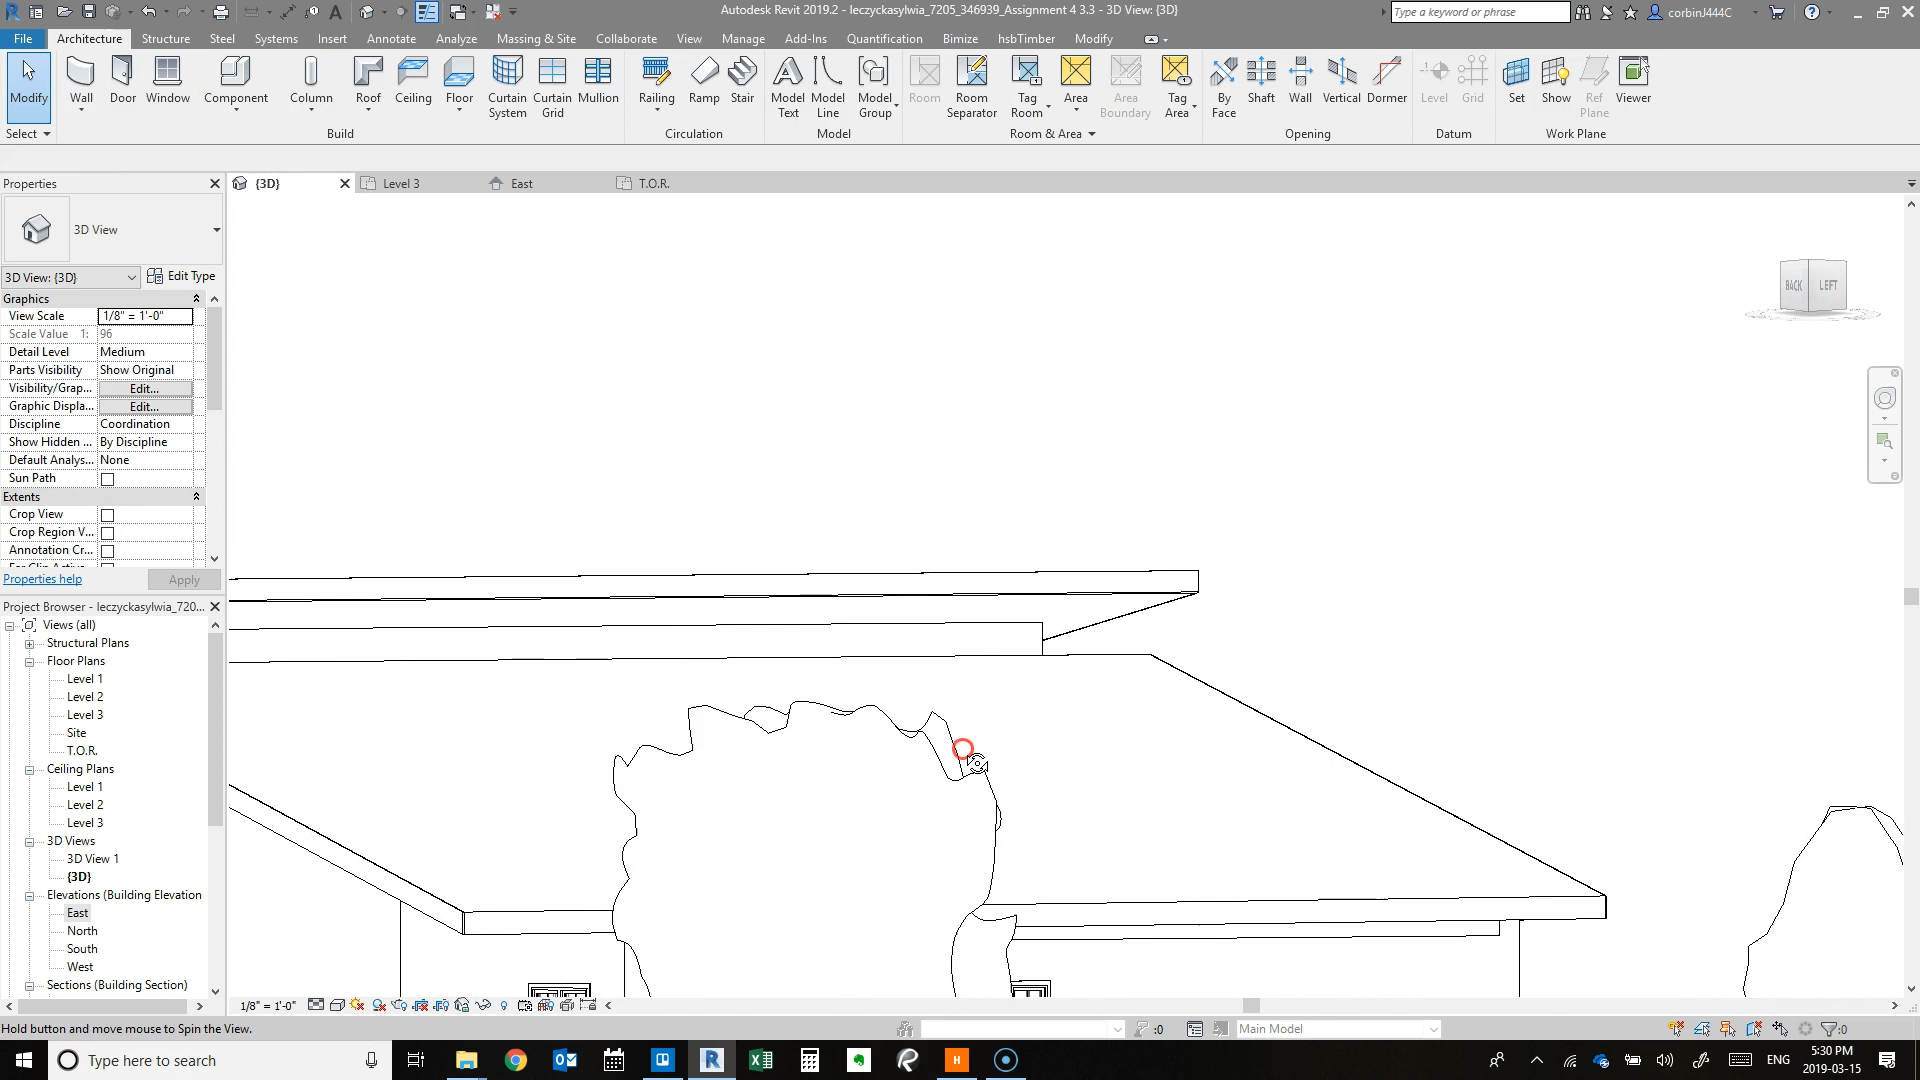 Autodesk Revit 2019.2 - leczyckasylwia_7205_346939_Assignment 4 3.3 - 3D View: {3D}
Type a keyword or phrase
corbinJ444C
File Architecture Structure Steel Systems Insert Annotate Analyze Massing & Site Collaborate View Manage Add-Ins Quantification Bimize hsbTimber Modify
Modify Wall Door Window Component Column Roof Ceiling Floor Curtain System Curtain Grid Mullion Railing Ramp Stair Model Text Model Line Model Group Room Room Separator Tag Room Area Area Boundary Tag Area By Face Shaft Wall Vertical Dormer Level Grid Set Show Ref Plane Viewer
Select Build Circulation Model Room & Area Opening Datum Work Plane
Properties
{3D} Level 3 East T.O.R.
3D View
3D View: {3D} Edit Type
Graphics
View Scale 1/8" = 1'-0"
Scale Value 1: 96
Detail Level Medium
Parts Visibility Show Original
Visibility/Grap... Edit...
Graphic Displa... Edit...
Discipline Coordination
Show Hidden ... By Discipline
Default Analys... None
Sun Path
Extents
Crop View
Crop Region V...
Annotation Cr...
Properties help Apply
BACK LEFT
Project Browser - leczyckasylwia_720...
Views (all)
Structural Plans
Floor Plans
Level 1
Level 2
Level 3
Site
T.O.R.
Ceiling Plans
Level 1
Level 2
Level 3
3D Views
3D View 1
{3D}
Elevations (Building Elevation
East
North
South
West
Sections (Building Section)
1/8" = 1'-0"
Hold button and move mouse to Spin the View.
:0
Main Model
:0
Type here to search
ENG
5:30 PM
2019-03-15